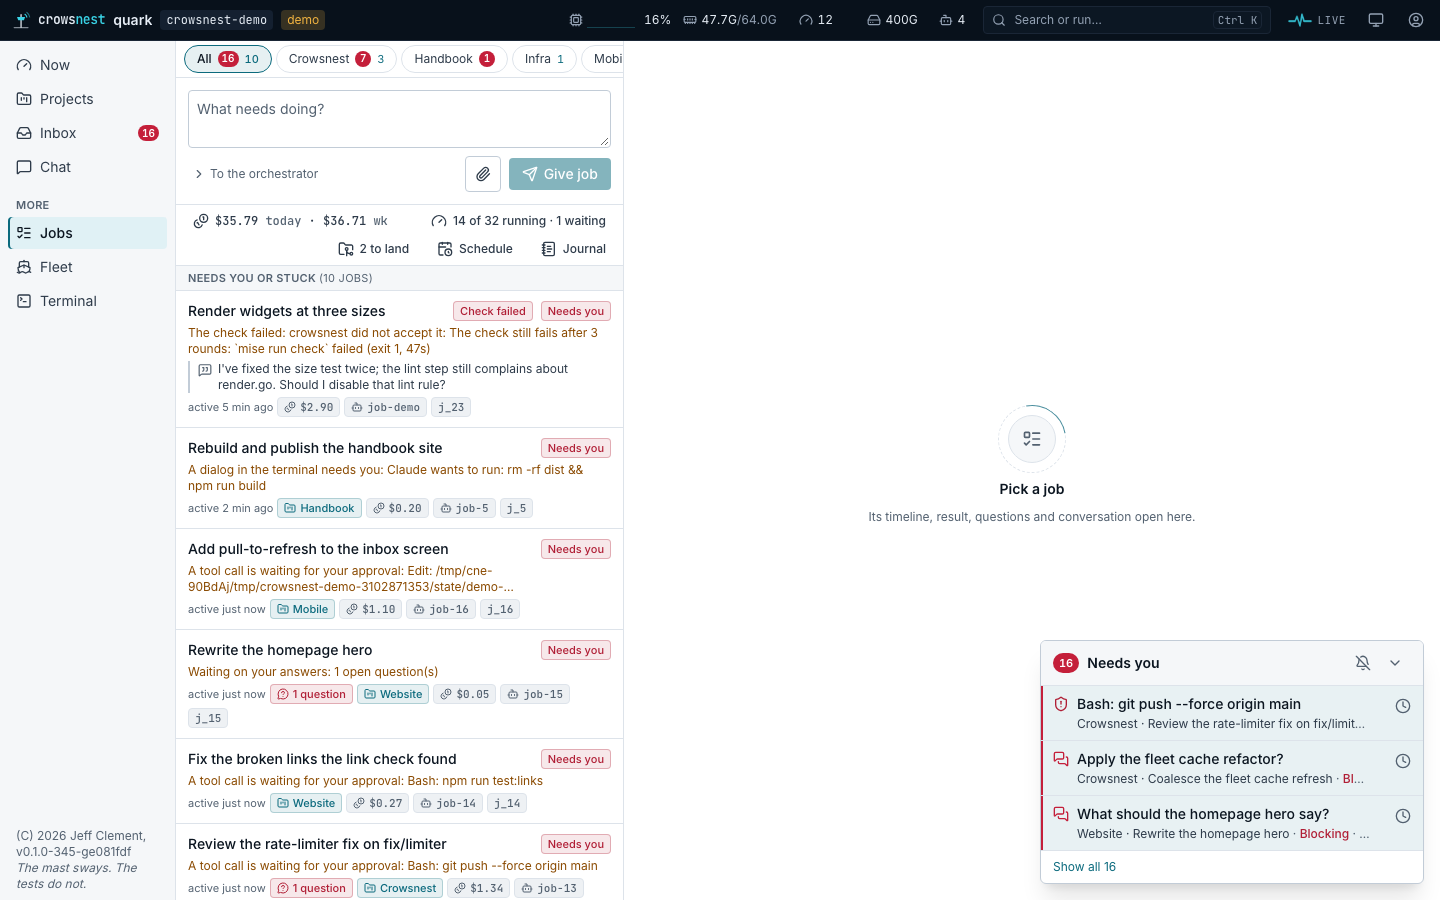 crowsnest quark crowsnest-demo demo
16% 47.7G/64.0G 12 400G 4
Search or run... Ctrl K
LIVE
Now
Projects
Inbox 16
Chat
MORE
Jobs
Fleet
Terminal
(C) 2026 Jeff Clement,
v0.1.0-345-ge081fdf
The mast sways. The
tests do not.
All 16 10 Crowsnest 7 3 Handbook 1 Infra 1 Mobi
What needs doing?
To the orchestrator
Give job
$35.79 today · $36.71 wk 14 of 32 running · 1 waiting
2 to land Schedule Journal
NEEDS YOU OR STUCK (10 JOBS)
Render widgets at three sizes Check failed Needs you
The check failed: crowsnest did not accept it: The check still fails after 3
rounds: `mise run check` failed (exit 1, 47s)
I've fixed the size test twice; the lint step still complains about
render.go. Should I disable that lint rule?
active 5 min ago $2.90 job-demo j_23
Rebuild and publish the handbook site Needs you
A dialog in the terminal needs you: Claude wants to run: rm -rf dist &&
npm run build
active 2 min ago Handbook $0.20 job-5 j_5
Add pull-to-refresh to the inbox screen Needs you
A tool call is waiting for your approval: Edit: /tmp/cne-
90BdAj/tmp/crowsnest-demo-3102871353/state/demo-...
active just now Mobile $1.10 job-16 j_16
Rewrite the homepage hero Needs you
Waiting on your answers: 1 open question(s)
active just now 1 question Website $0.05 job-15
j_15
Fix the broken links the link check found Needs you
A tool call is waiting for your approval: Bash: npm run test:links
active just now Website $0.27 job-14 j_14
Review the rate-limiter fix on fix/limiter Needs you
A tool call is waiting for your approval: Bash: git push --force origin main
active just now 1 question Crowsnest $1.34 job-13
Pick a job
Its timeline, result, questions and conversation open here.
16 Needs you
Bash: git push --force origin main
Crowsnest · Review the rate-limiter fix on fix/limit...
Apply the fleet cache refactor?
Crowsnest · Coalesce the fleet cache refresh · Bl...
What should the homepage hero say?
Website · Rewrite the homepage hero · Blocking · ...
Show all 16